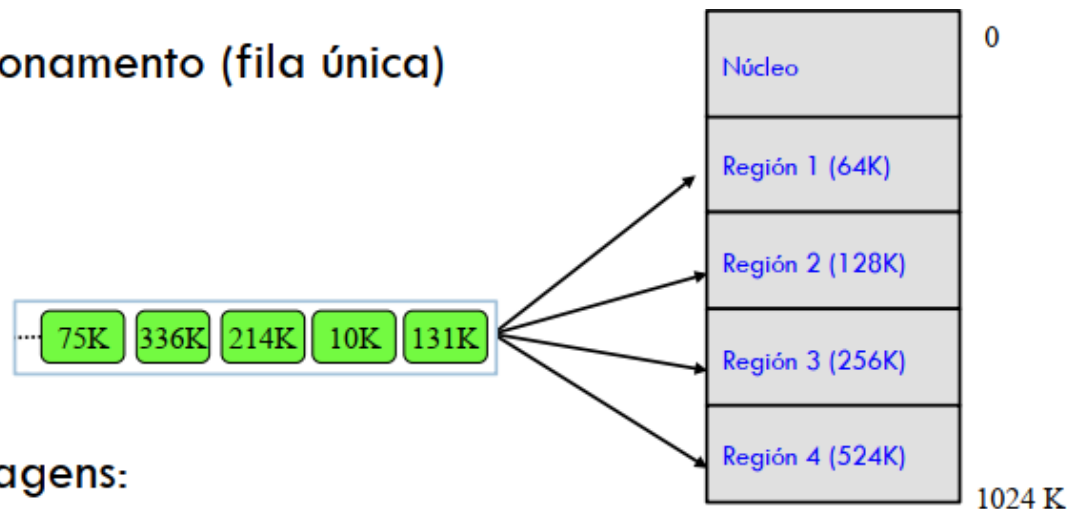 onamento (fila única)
0
Núcleo
Región 1 (64K)
Región 2 (128K)
75K 336K 214K 10K 131K
Región 3 (256K)
Región 4 (524K)
agens:
1024 K